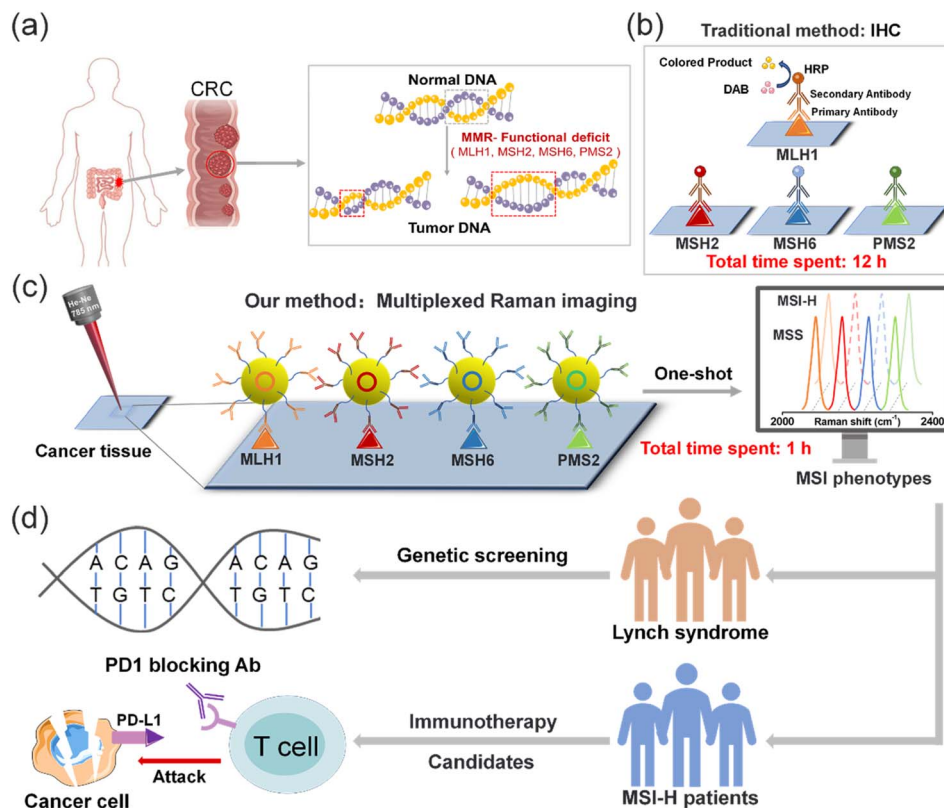 (a)
CRC
Normal DNA
MMR- Functional deficit
( MLH1, MSH2, MSH6, PMS2 )
Tumor DNA
(b)
Traditional method: IHC
Colored Product
HRP
DAB
Secondary Antibody
Primary Antibody
MLH1
MSH2
MSH6
PMS2
Total time spent: 12 h
(c)
He-Ne
785 nm
Our method：Multiplexed Raman imaging
Cancer tissue
MLH1
MSH2
MSH6
PMS2
One-shot
Total time spent: 1 h
MSI-H
MSS
2000
Raman shift (cm-1)
2400
MSI phenotypes
(d)
A C A G
A C A G
T G T C
T G T C
Genetic screening
Lynch syndrome
PD1 blocking Ab
PD-L1
T cell
Attack
Cancer cell
Immunotherapy
Candidates
MSI-H patients